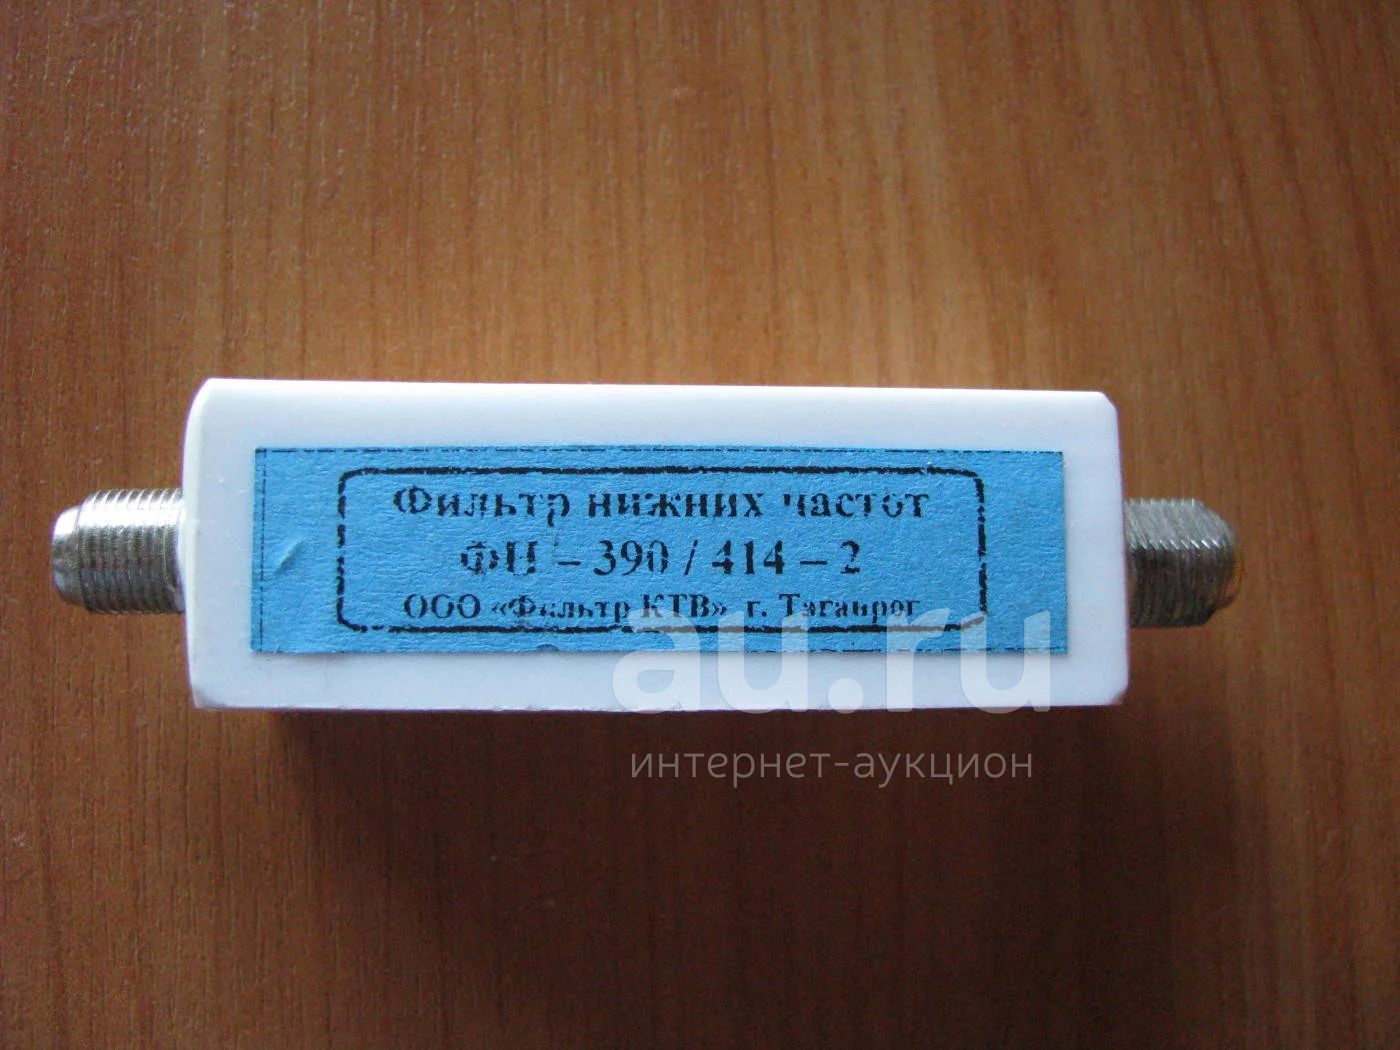 Фильтр нижних частот
ФН – 390 / 414 – 2
ООО «Фильтр КТВ» г. Таганрог
au.ru
интернет-аукцион